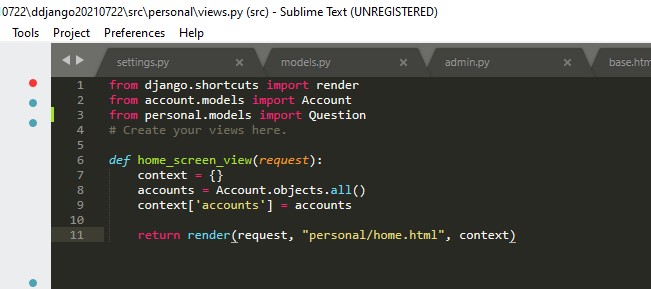 0722\ddjango20210722\src\personal\views.py (src) - Sublime Text (UNREGISTERED)
Tools Project Preferences Help
settings.py × models.py × admin.py × base.htm
1 from django.shortcuts import render
2 from account.models import Account
3 from personal.models import Question
4 # Create your views here.
5
6 def home_screen_view(request):
7 context = {}
8 accounts = Account.objects.all()
9 context['accounts'] = accounts
10
11 return render(request, "personal/home.html", context)